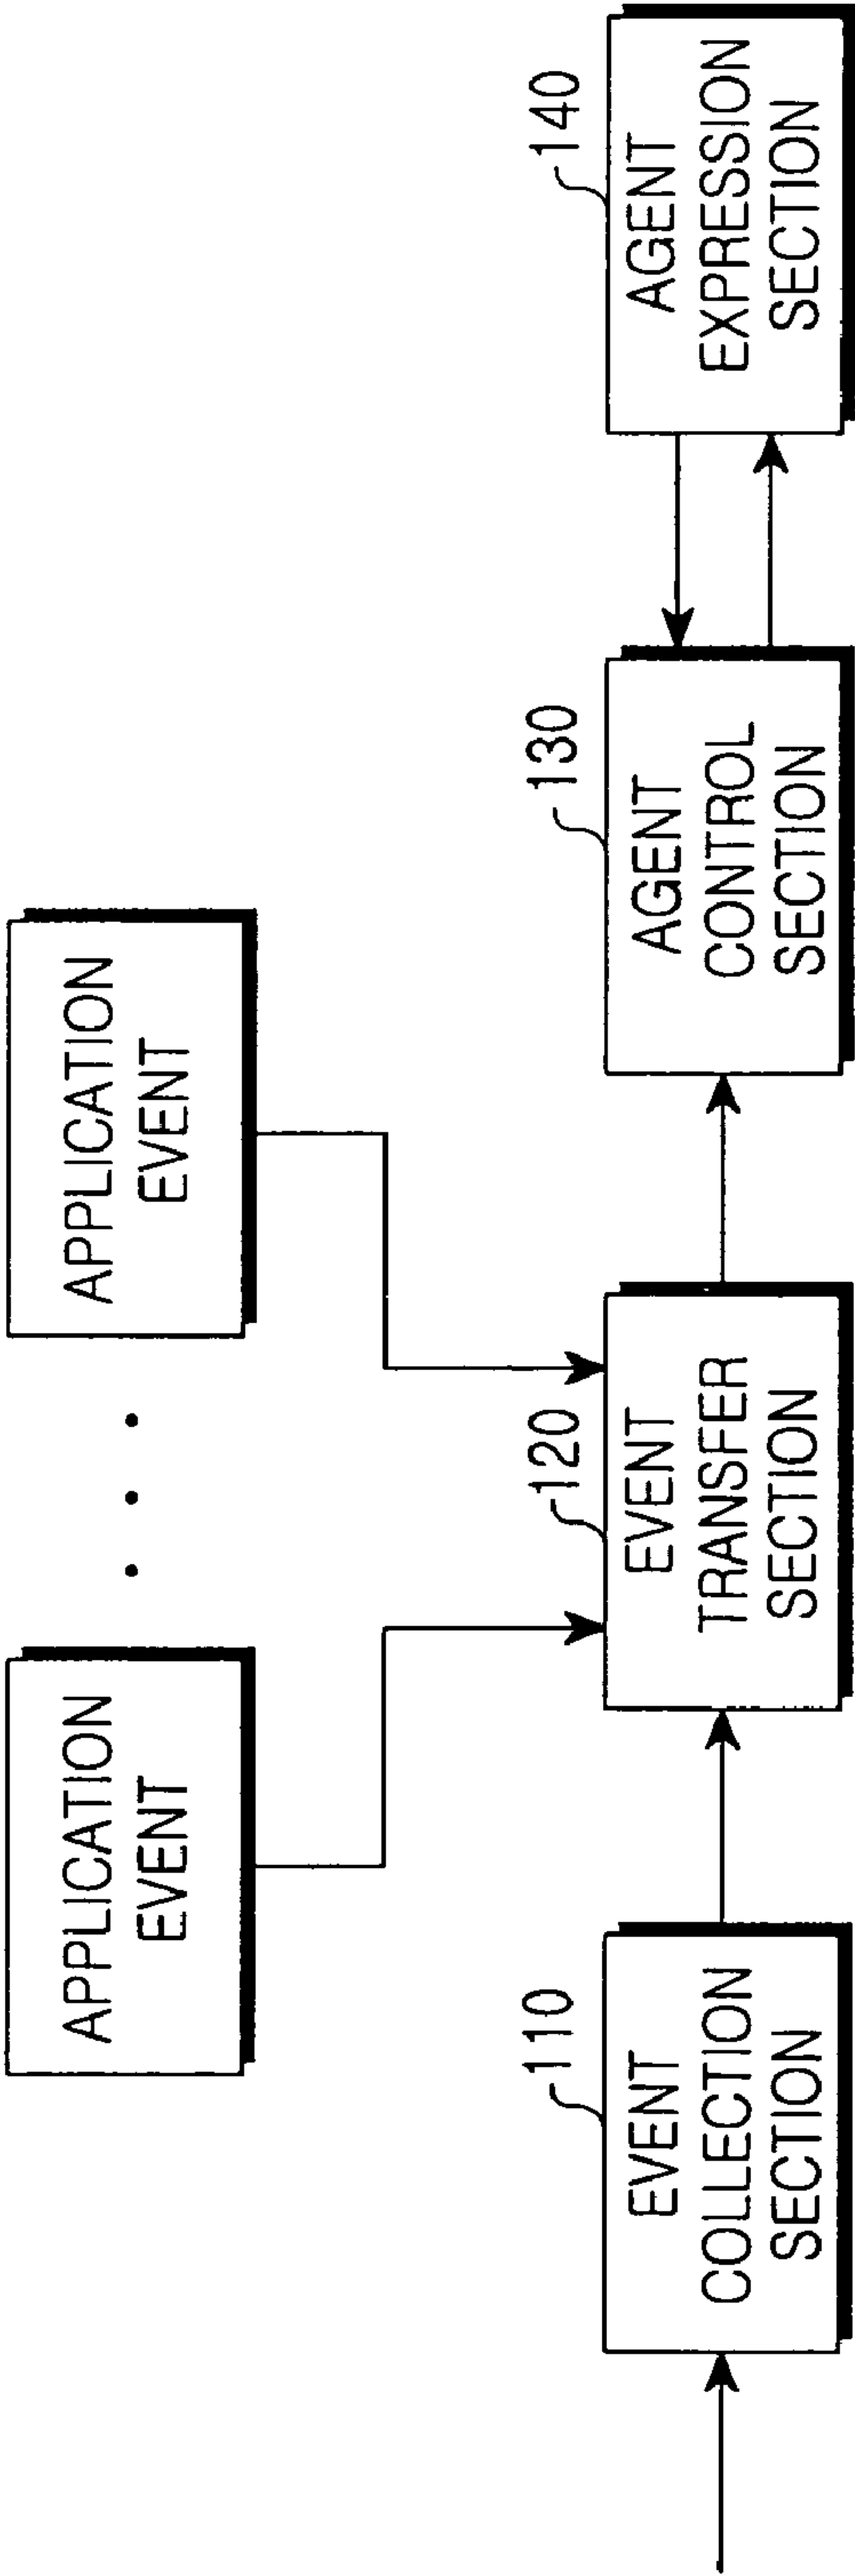 APPLICATION
EVENT
. . .
APPLICATION
EVENT
110
EVENT
COLLECTION
SECTION
120
EVENT
TRANSFER
SECTION
130
AGENT
CONTROL
SECTION
140
AGENT
EXPRESSION
SECTION